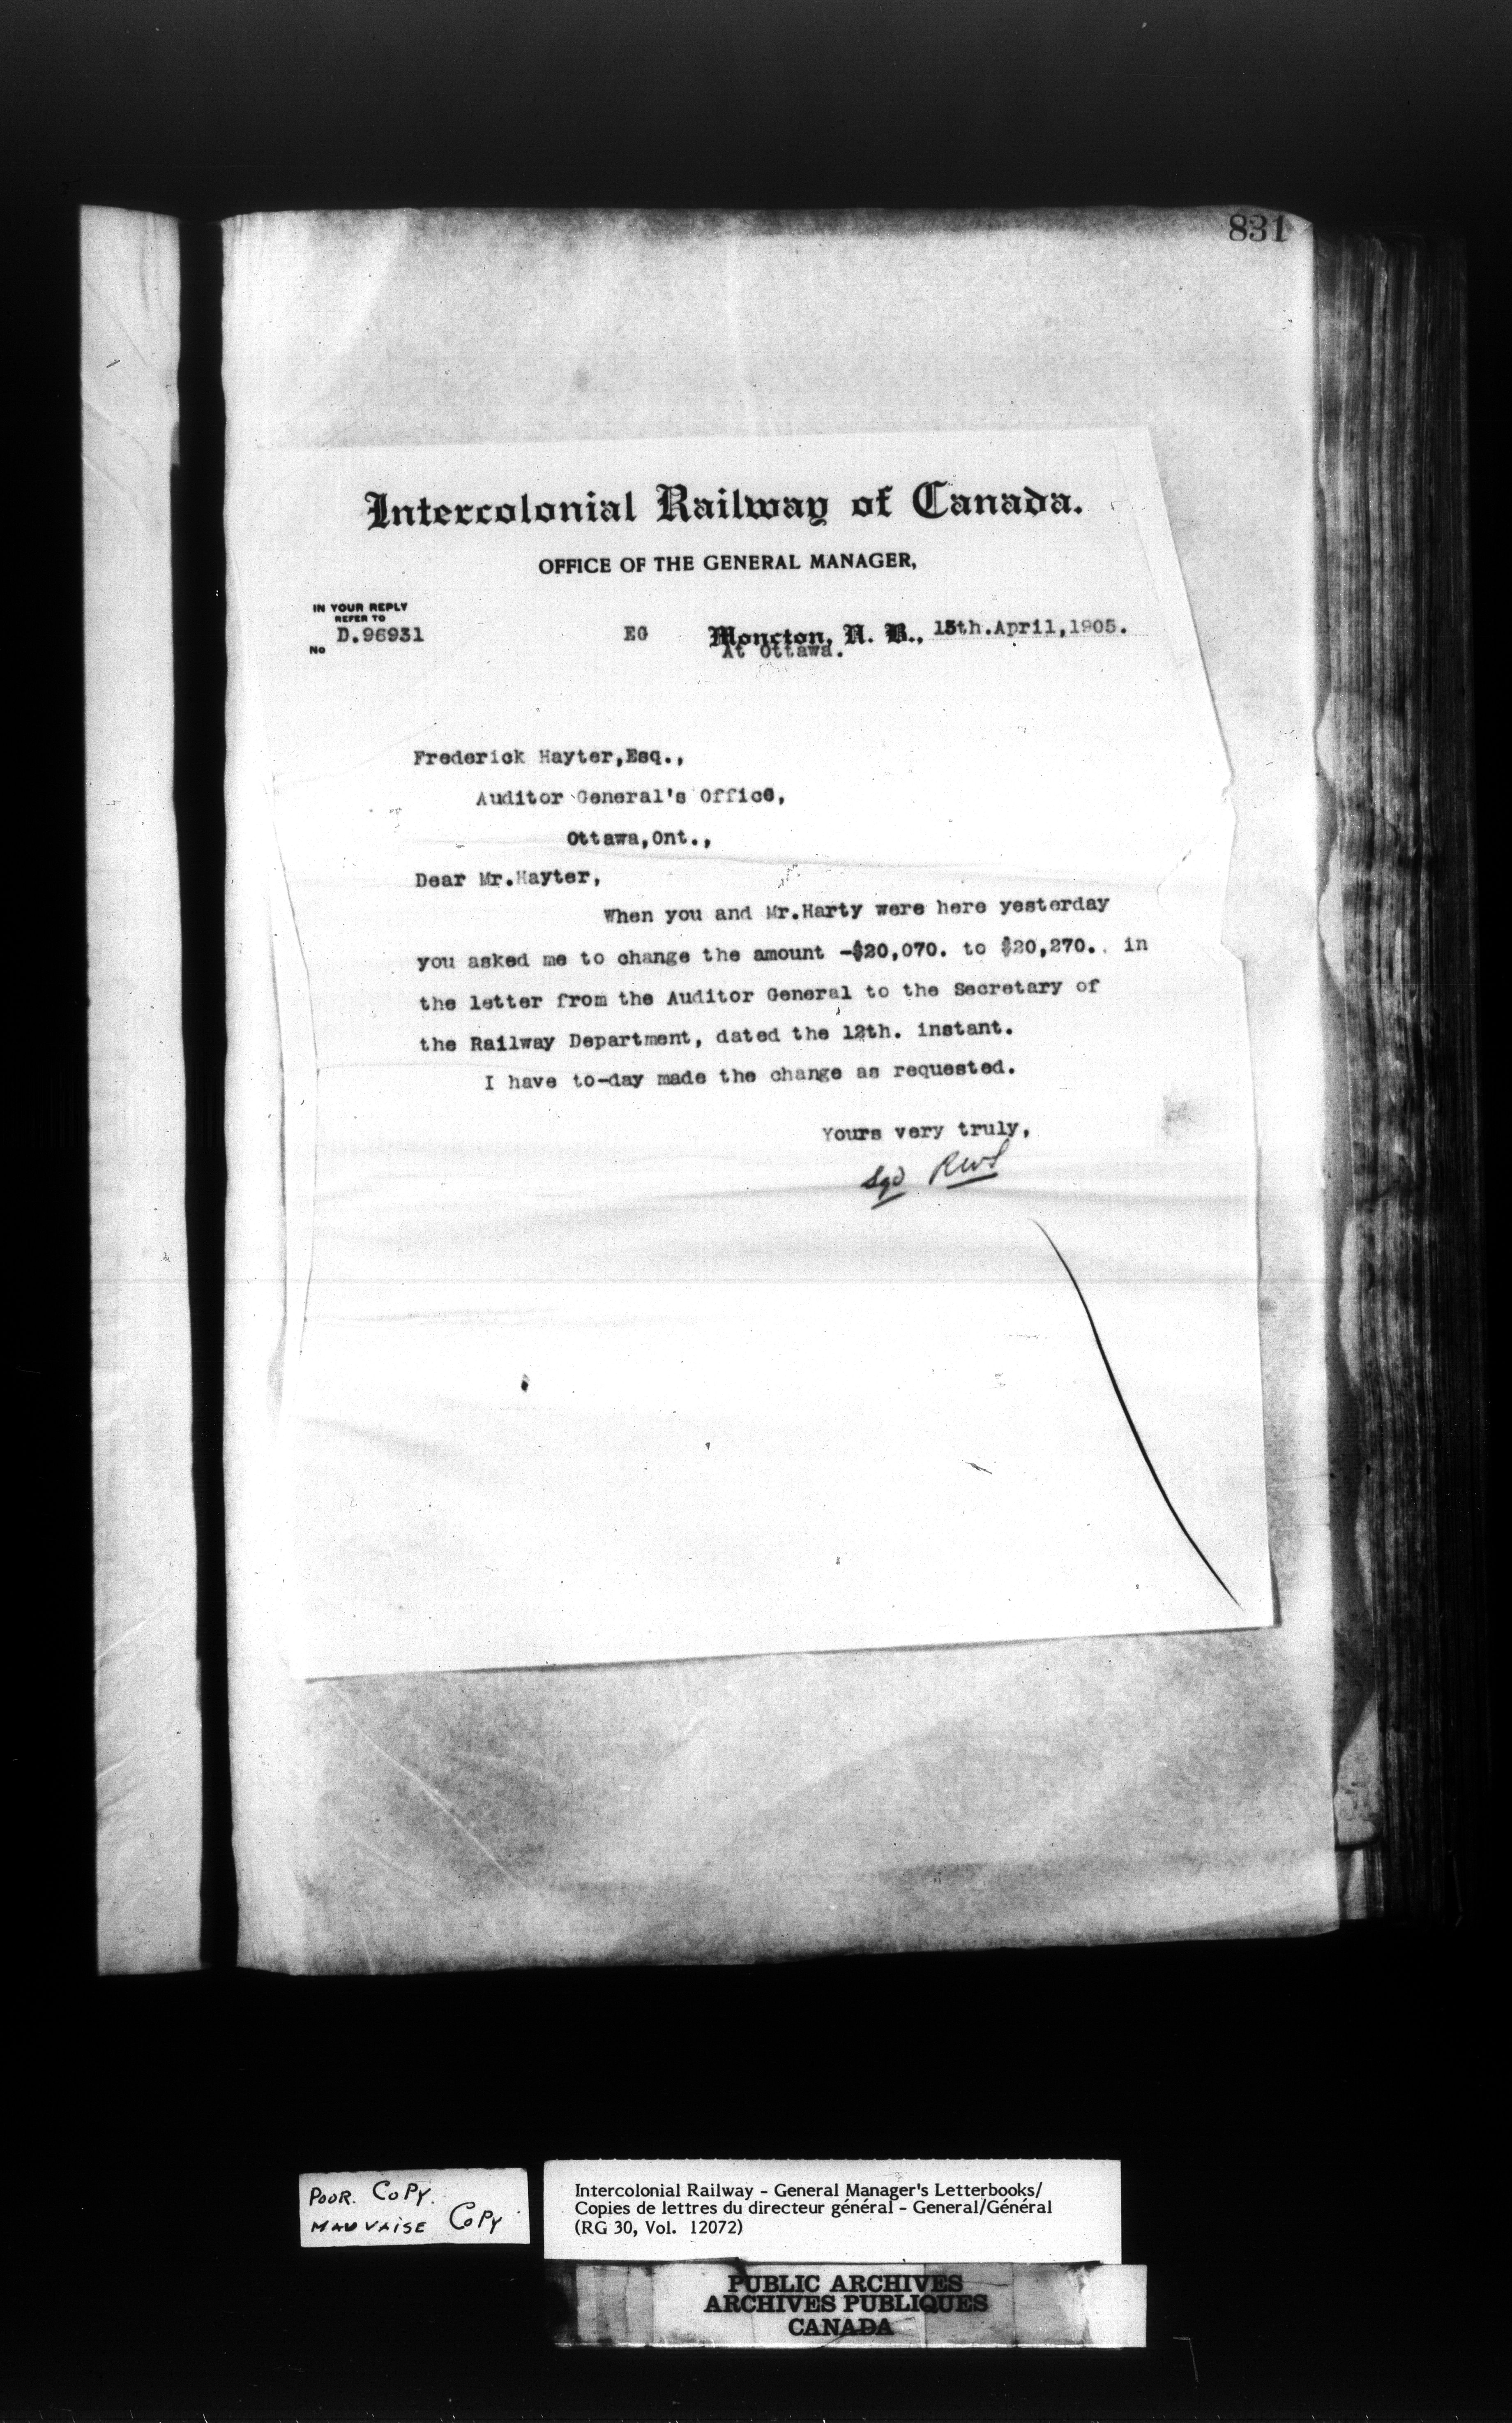 831
Intercolonial Railway of Canada.
OFFICE OF THE GENERAL MANAGER,
IN YOUR REPLY
REFER TO
No D.96931
EG Moncton, N. B., 15th.April,1905.
At Ottawa.
Frederick Hayter,Esq.,
Auditor General's Office,
Ottawa,Ont.,
Dear Mr.Hayter,
When you and Mr.Harty were here yesterday
you asked me to change the amount -$20,070. to $20,270. in
the letter from the Auditor General to the Secretary of
the Railway Department, dated the 12th. instant.
I have to-day made the change as requested.
Yours very truly,
Sgd
POOR. COPY.
MAUVAISE COPY
Intercolonial Railway - General Manager's Letterbooks/
Copies de lettres du directeur général - General/Général
(RG 30, Vol. 12072)
PUBLIC ARCHIVES
ARCHIVES PUBLIQUES
CANADA